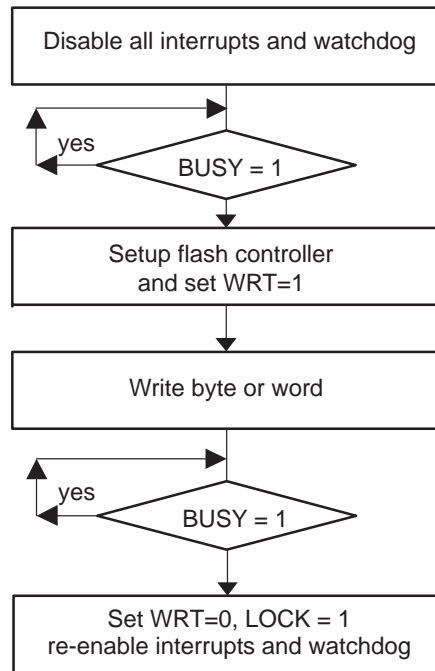 Disable all interrupts and watchdog
yes
BUSY = 1
Setup flash controller
and set WRT=1
Write byte or word
yes
BUSY = 1
Set WRT=0, LOCK = 1
re-enable interrupts and watchdog